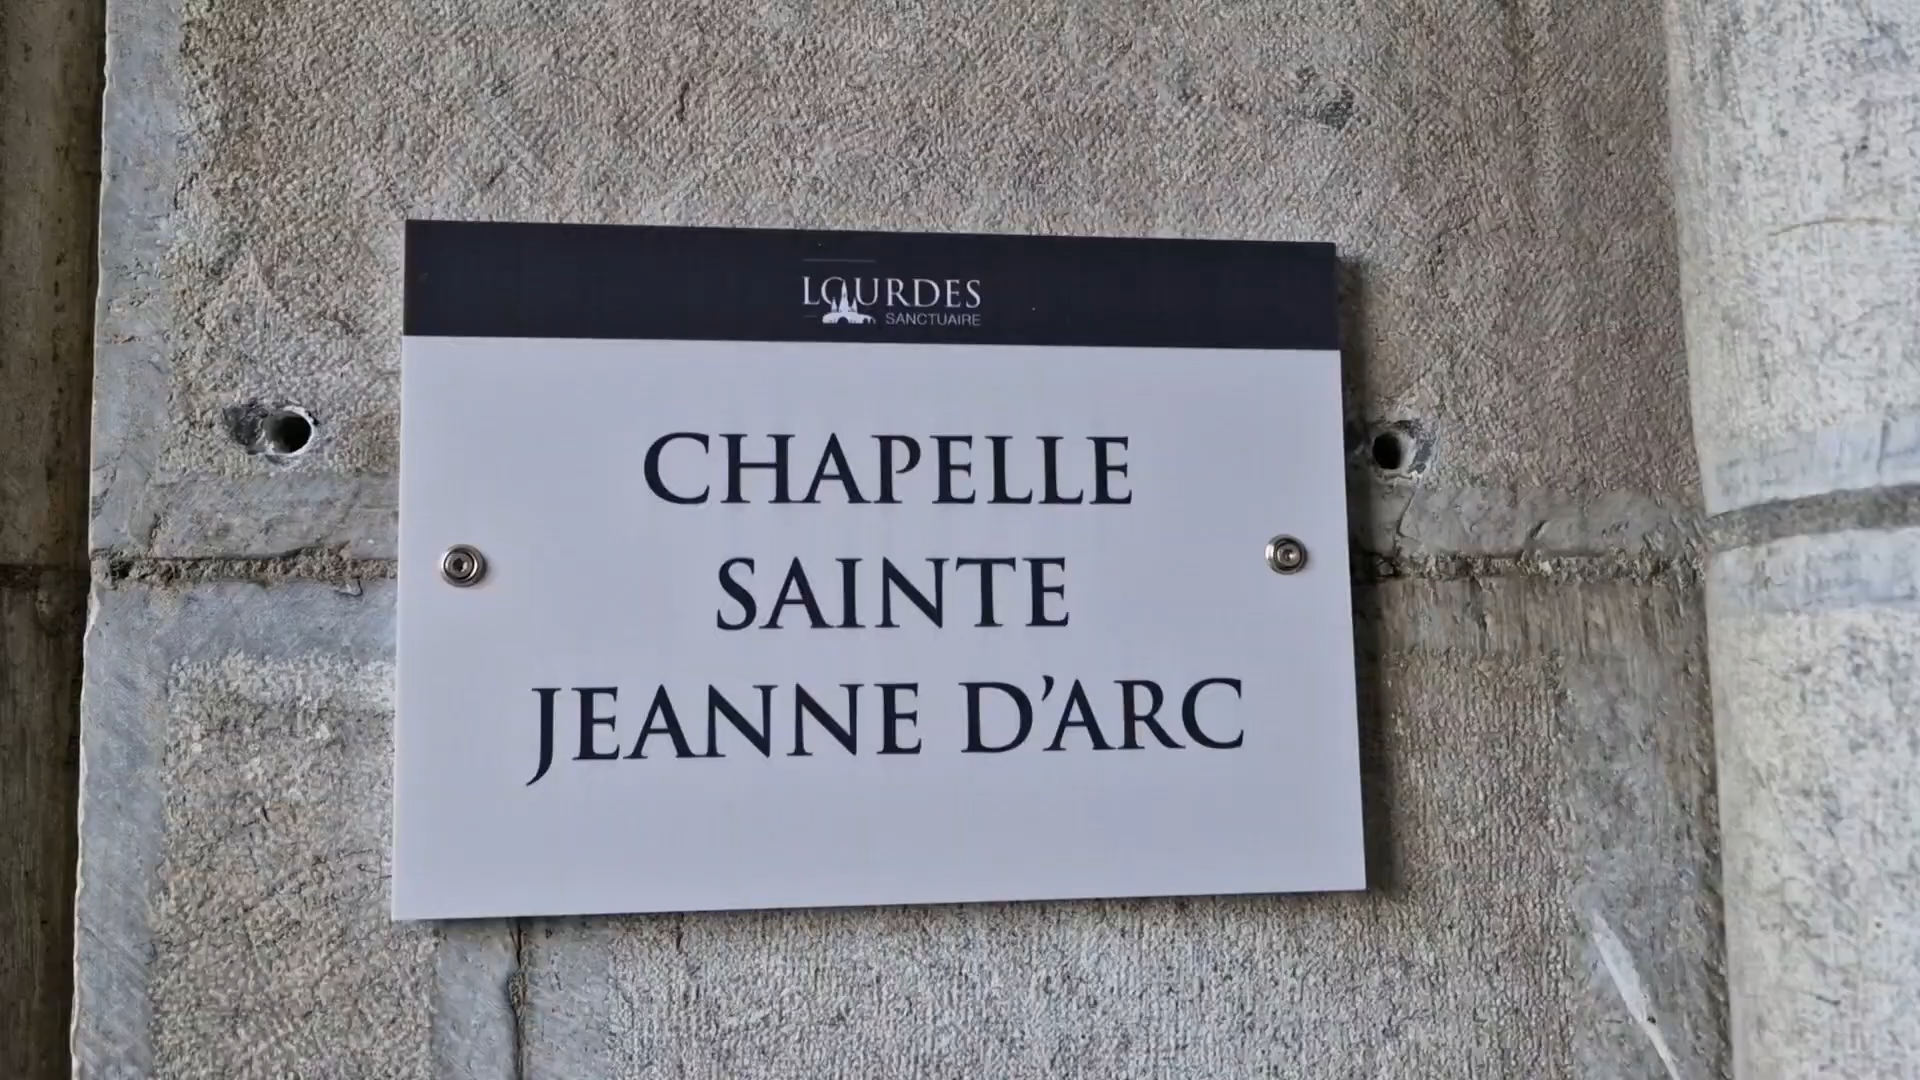 LOURDES
SANCTUAIRE
CHAPELLE
SAINTE
JEANNE D’ARC